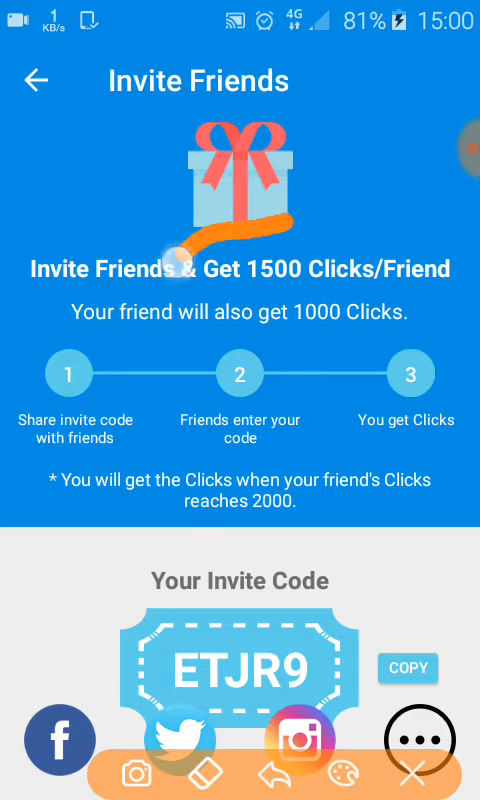 1 KB/s 4G 81% 15:00
Invite Friends
Invite Friends & Get 1500 Clicks/Friend
Your friend will also get 1000 Clicks.
1 2 3
Share invite code with friends
Friends enter your code
You get Clicks
* You will get the Clicks when your friend's Clicks
reaches 2000.
Your Invite Code
ETJR9
COPY